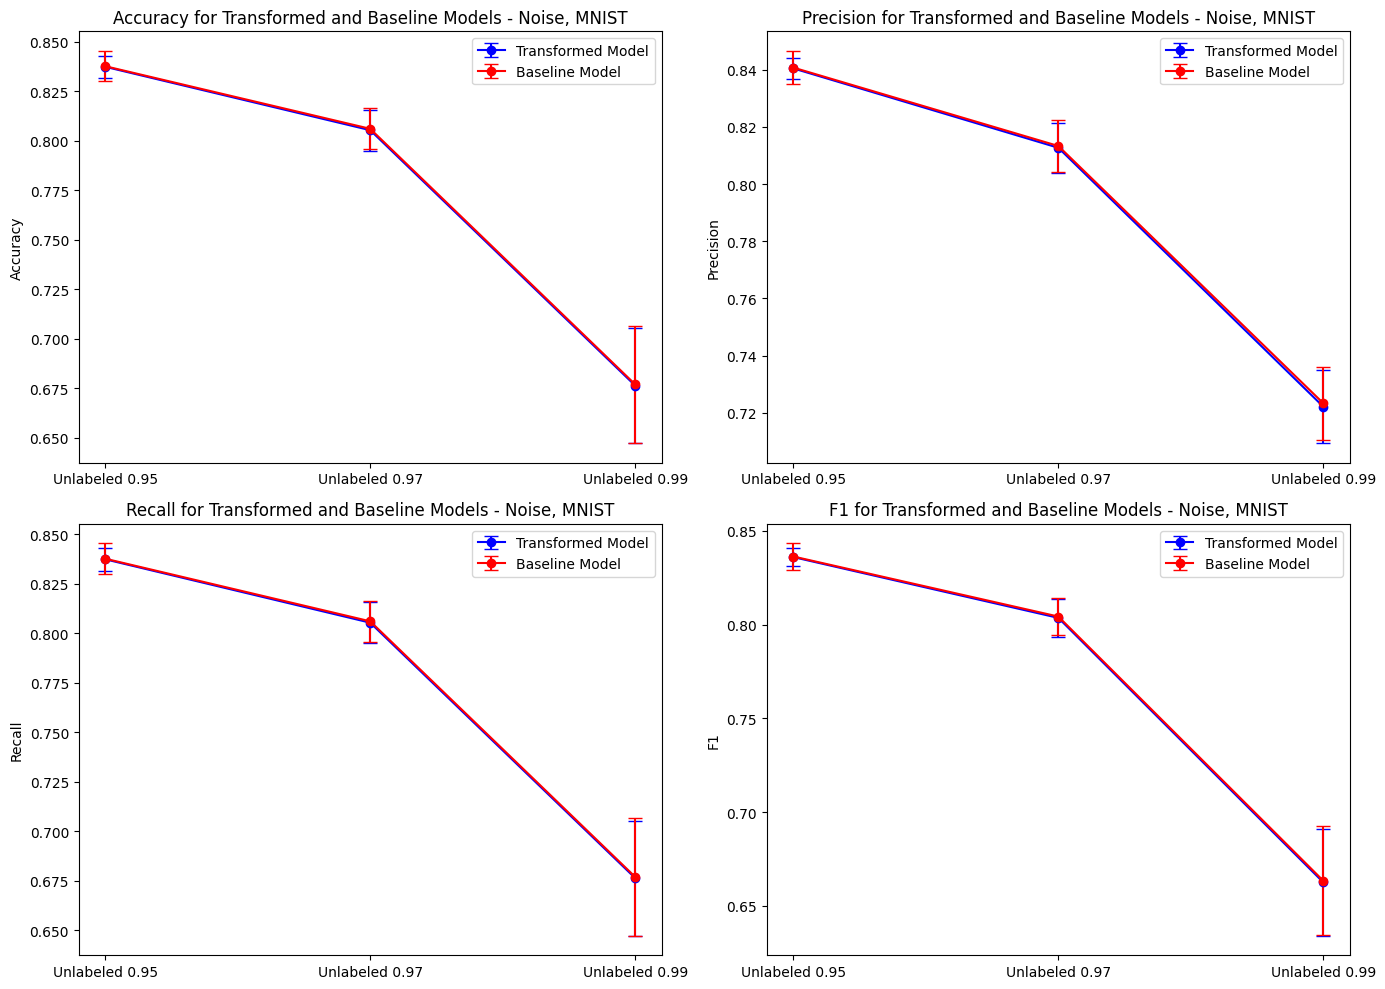 Accuracy for Transformed and Baseline Models - Noise, MNIST
Transformed Model
Baseline Model
Accuracy
0.850
0.825
0.800
0.775
0.750
0.725
0.700
0.675
0.650
Unlabeled 0.95
Unlabeled 0.97
Unlabeled 0.99
Precision for Transformed and Baseline Models - Noise, MNIST
Transformed Model
Baseline Model
Precision
0.84
0.82
0.80
0.78
0.76
0.74
0.72
Unlabeled 0.95
Unlabeled 0.97
Unlabeled 0.99
Recall for Transformed and Baseline Models - Noise, MNIST
Transformed Model
Baseline Model
Recall
0.850
0.825
0.800
0.775
0.750
0.725
0.700
0.675
0.650
Unlabeled 0.95
Unlabeled 0.97
Unlabeled 0.99
F1 for Transformed and Baseline Models - Noise, MNIST
Transformed Model
Baseline Model
F1
0.85
0.80
0.75
0.70
0.65
Unlabeled 0.95
Unlabeled 0.97
Unlabeled 0.99